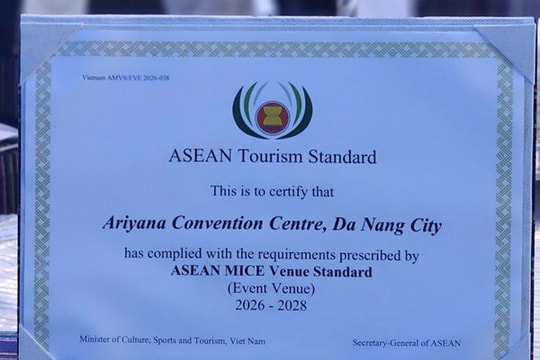 Vietnam AMVS/EVE 2026-038
ASEAN Tourism Standard
This is to certify that
Ariyana Convention Centre, Da Nang City
has complied with the requirements prescribed by
ASEAN MICE Venue Standard
(Event Venue)
2026 - 2028
Minister of Culture, Sports and Tourism, Viet Nam
Secretary-General of ASEAN